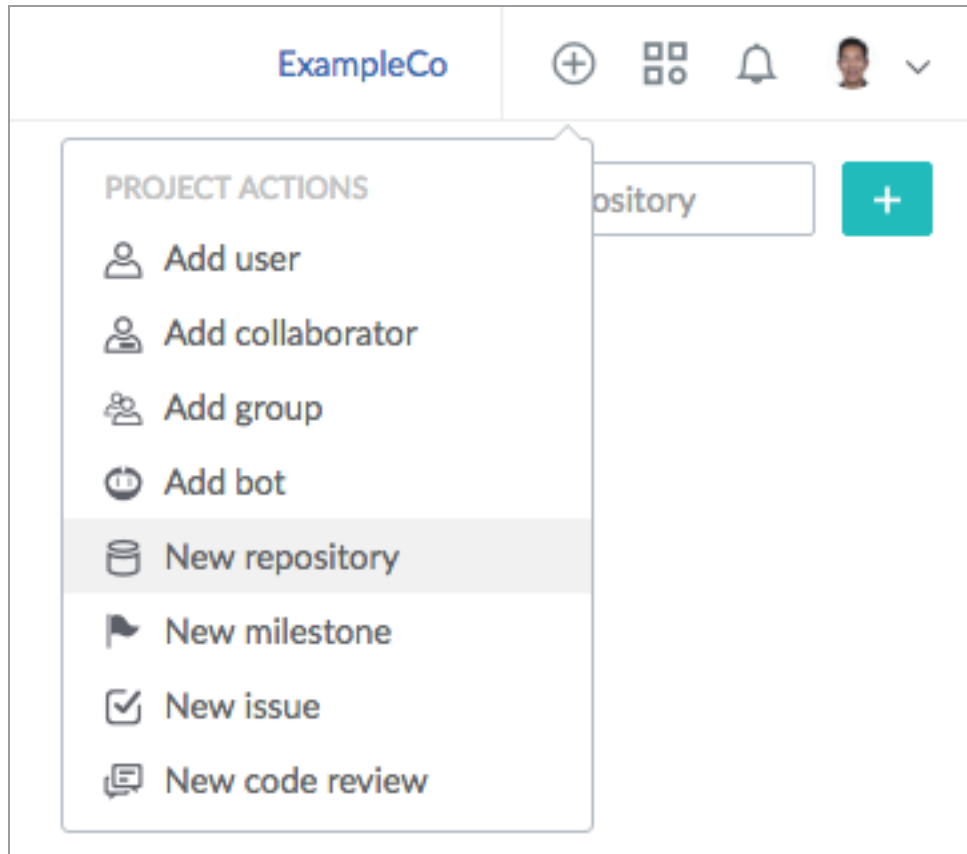 ExampleCo
PROJECT ACTIONS
ository
Add user
Add collaborator
Add group
Add bot
New repository
New milestone
New issue
New code review